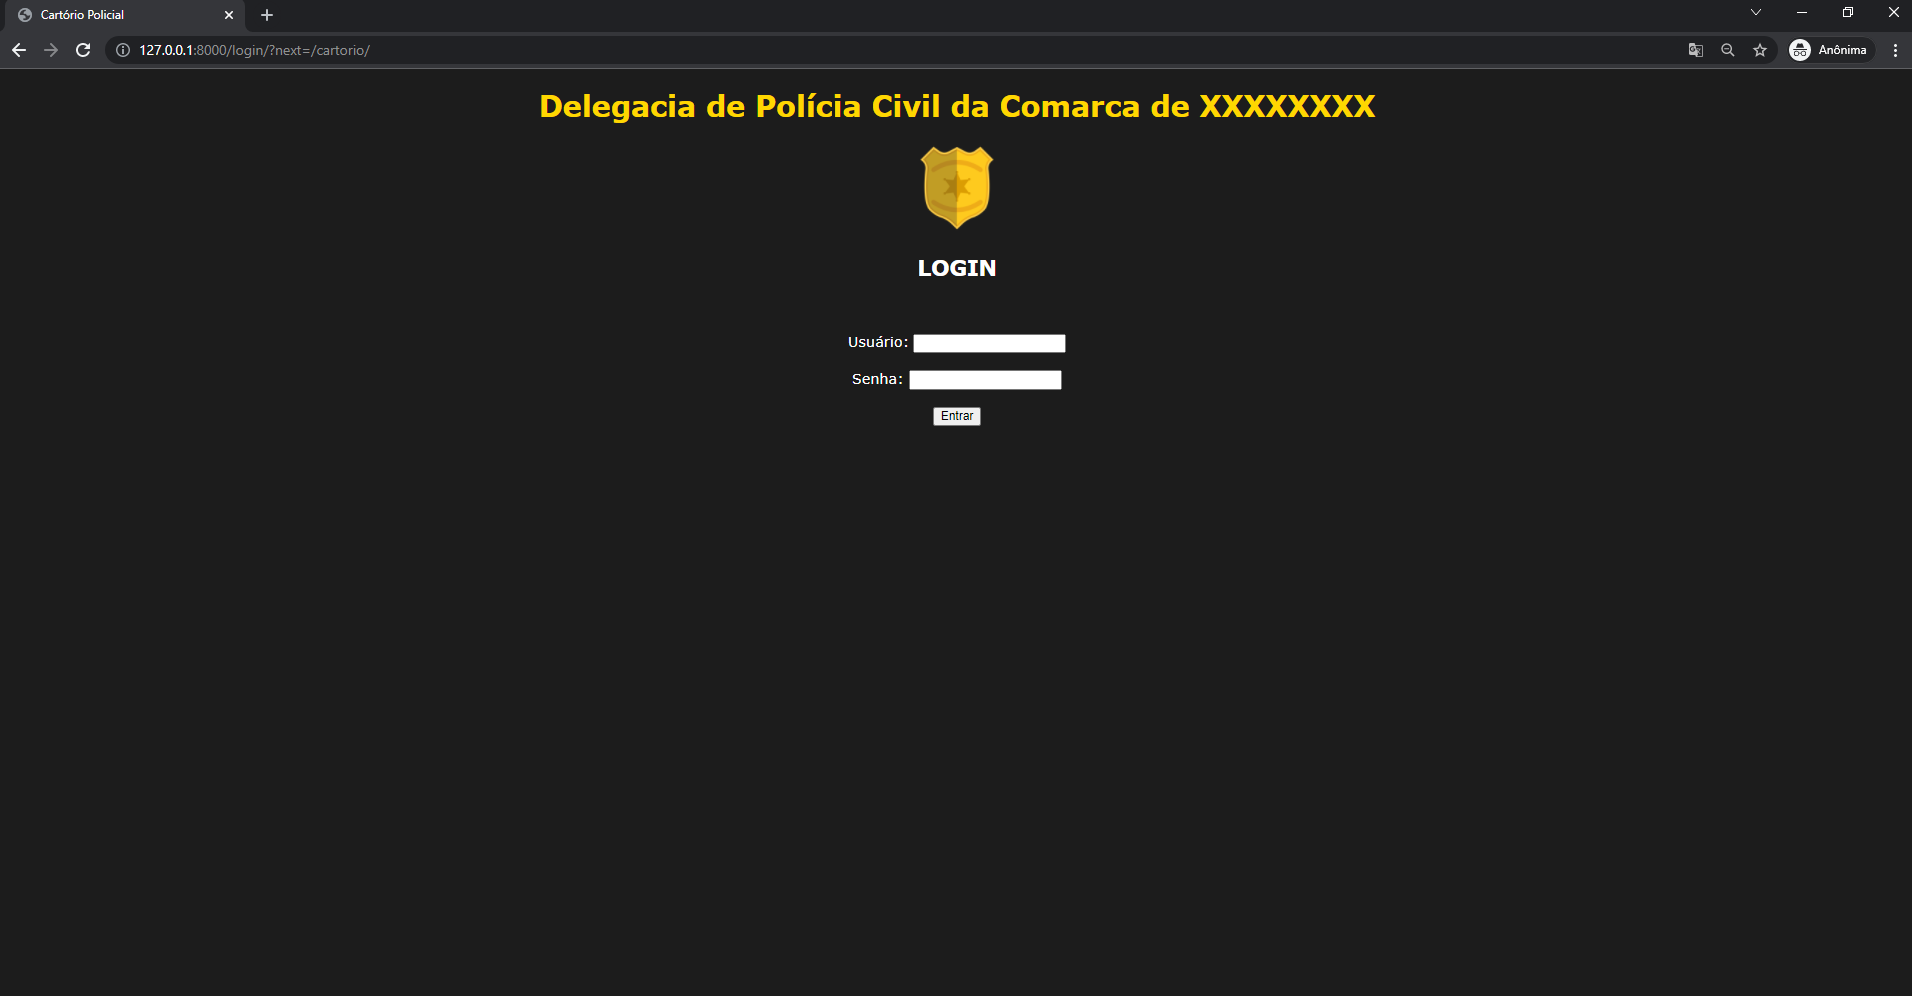 Cartório Policial
127.0.0.1:8000/login/?next=/cartorio/
Anônima
Delegacia de Polícia Civil da Comarca de XXXXXXXX
LOGIN
Usuário:
Senha:
Entrar